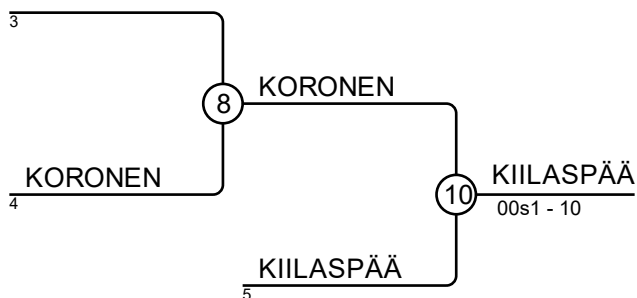 3
8
KORONEN
KORONEN
4
10
KIILASPÄÄ
00s1 - 10
KIILASPÄÄ
5